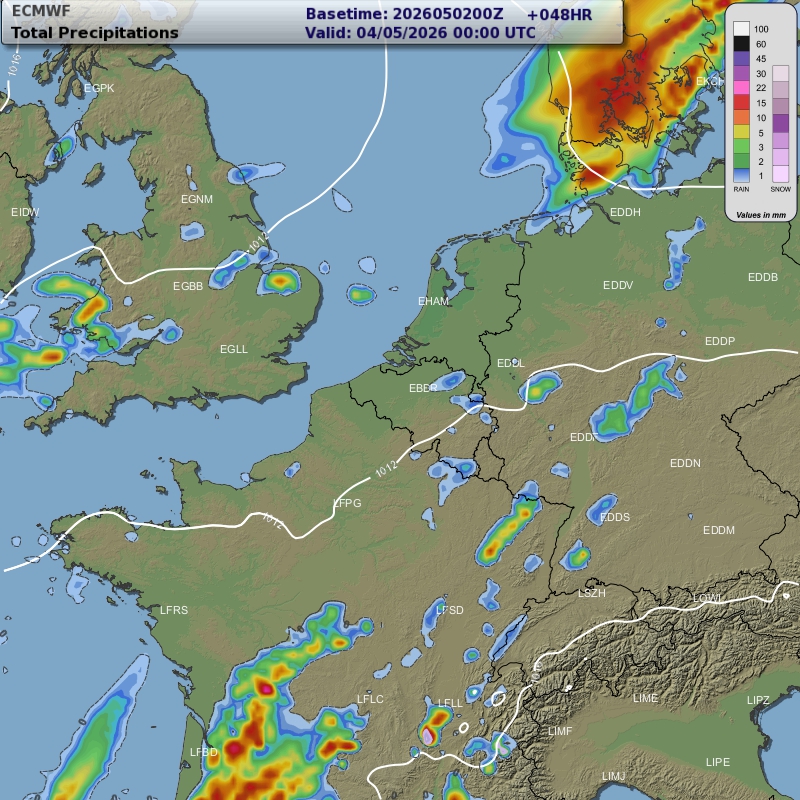 ECMWF
Basetime: 2026050200Z +048HR
Total Precipitations
Valid: 04/05/2026 00:00 UTC
100
60
45
30
22
15
10
5
3
2
1
RAIN SNOW
Values in mm
1016
EGPK
EKCH
EIDW
EGNM
EDDH
1012
EGBB
EDDV
EDDB
EHAM
EGLL
EDDP
EDDL
EBBR
EDDF
EDDN
1012
LFPG
1012
EDDS
EDDM
LFRS
LFSD
LSZH
LOWI
LFLC
LFLL
LIME
LIPZ
LIMF
LFBD
LIPE
LIMJ